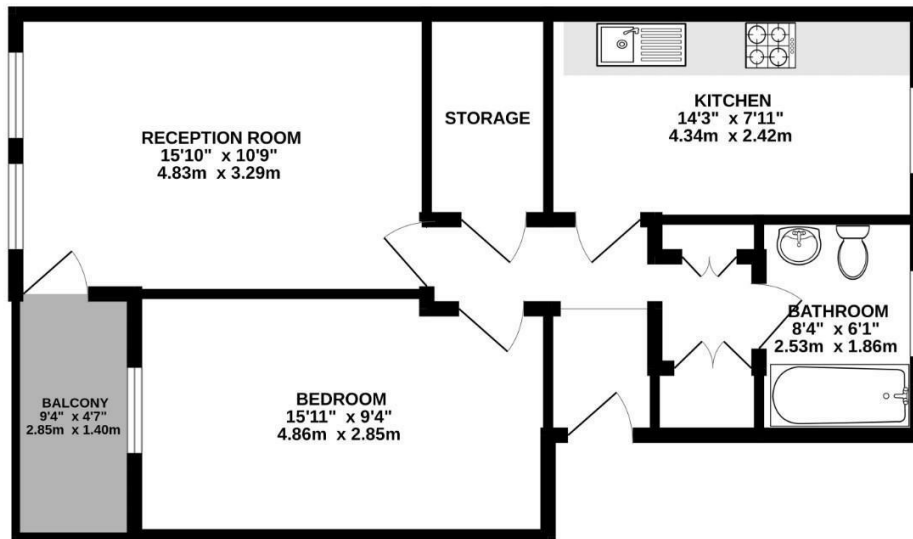 RECEPTION ROOM
15'10" x 10'9"
4.83m x 3.29m
STORAGE
KITCHEN
14'3" x 7'11"
4.34m x 2.42m
BATHROOM
8'4" x 6'1"
2.53m x 1.86m
BALCONY
9'4" x 4'7"
2.85m x 1.40m
BEDROOM
15'11" x 9'4"
4.86m x 2.85m